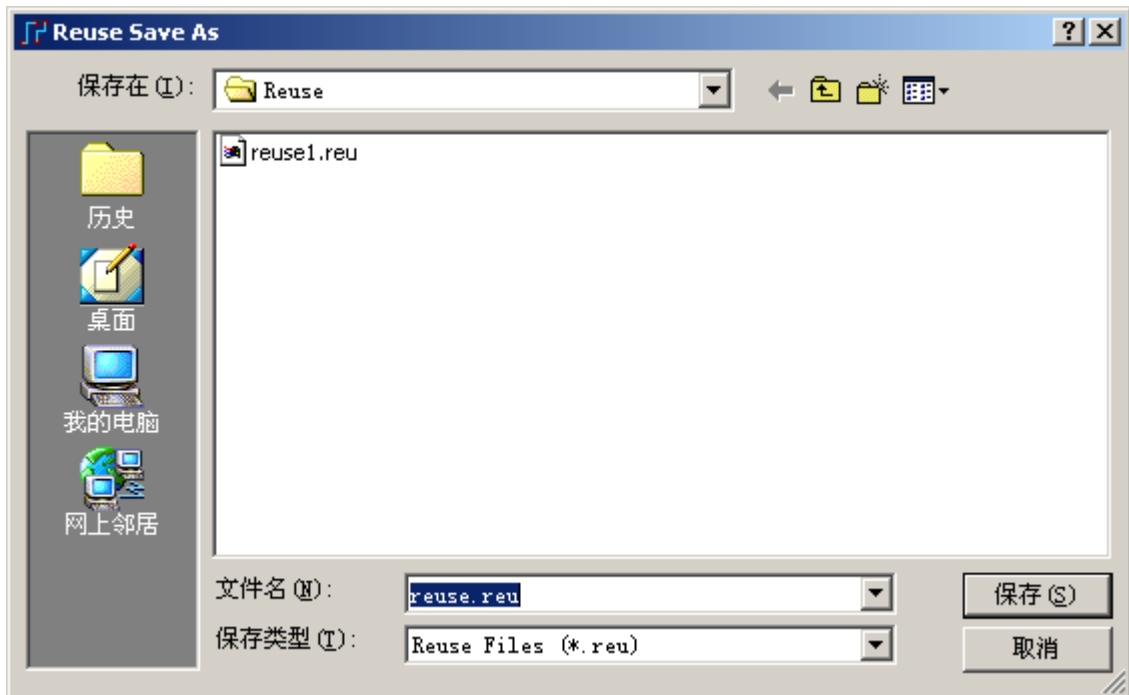 Reuse Save As
保存在(I):
Reuse
reuse1.reu
历史
桌面
我的电脑
网上邻居
文件名(N):
reuse.reu
保存(S)
保存类型(T):
Reuse Files (*.reu)
取消